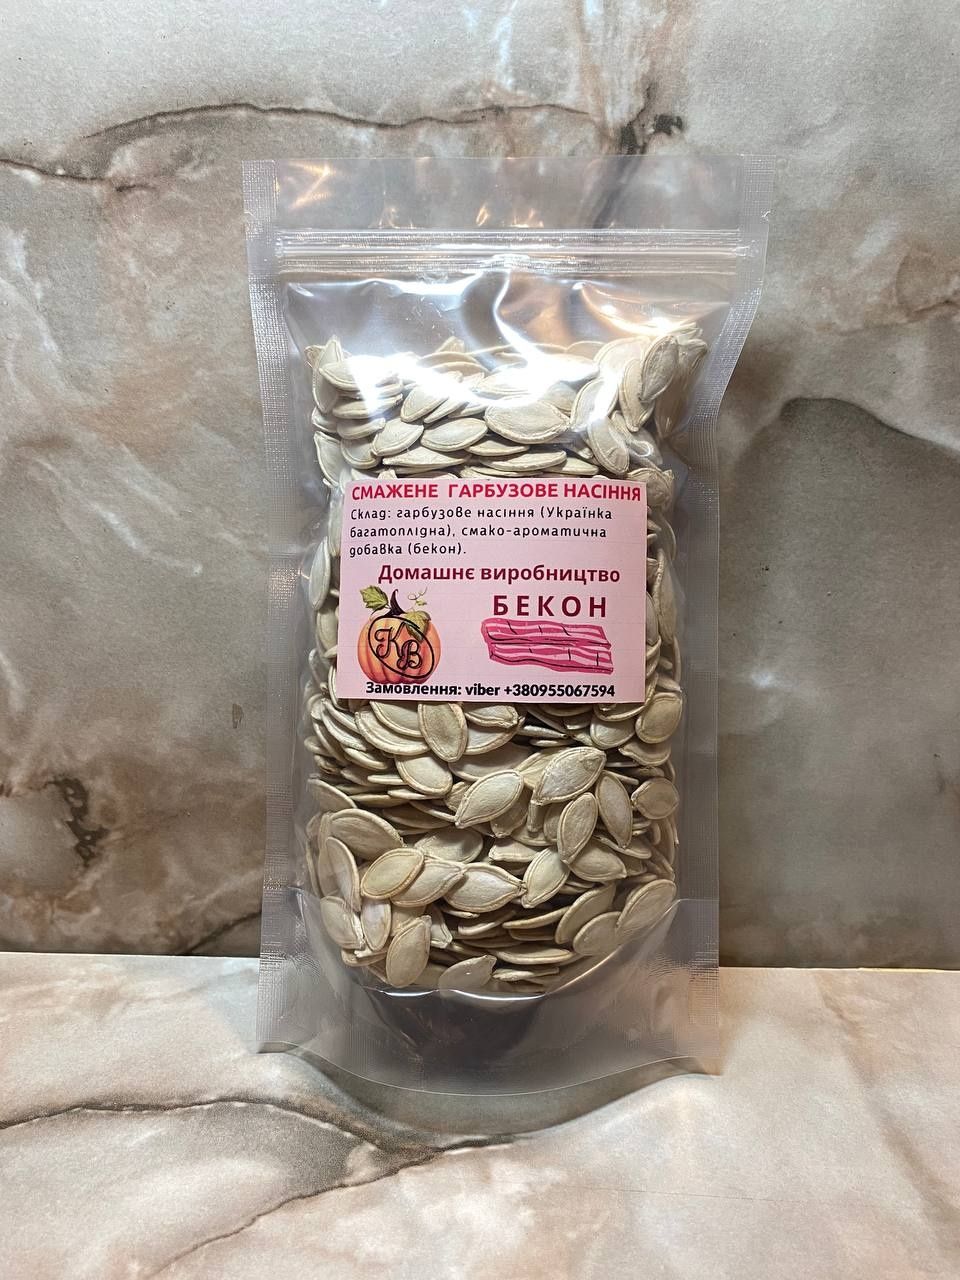 СМАЖЕНЕ ГАРБУЗОВЕ НАСІННЯ
Склад: гарбузове насіння (Українка
багатоплідна), смако-ароматична
добавка (бекон).
Домашнє виробництво
БЕКОН
КВ
Замовлення: viber +380955067594